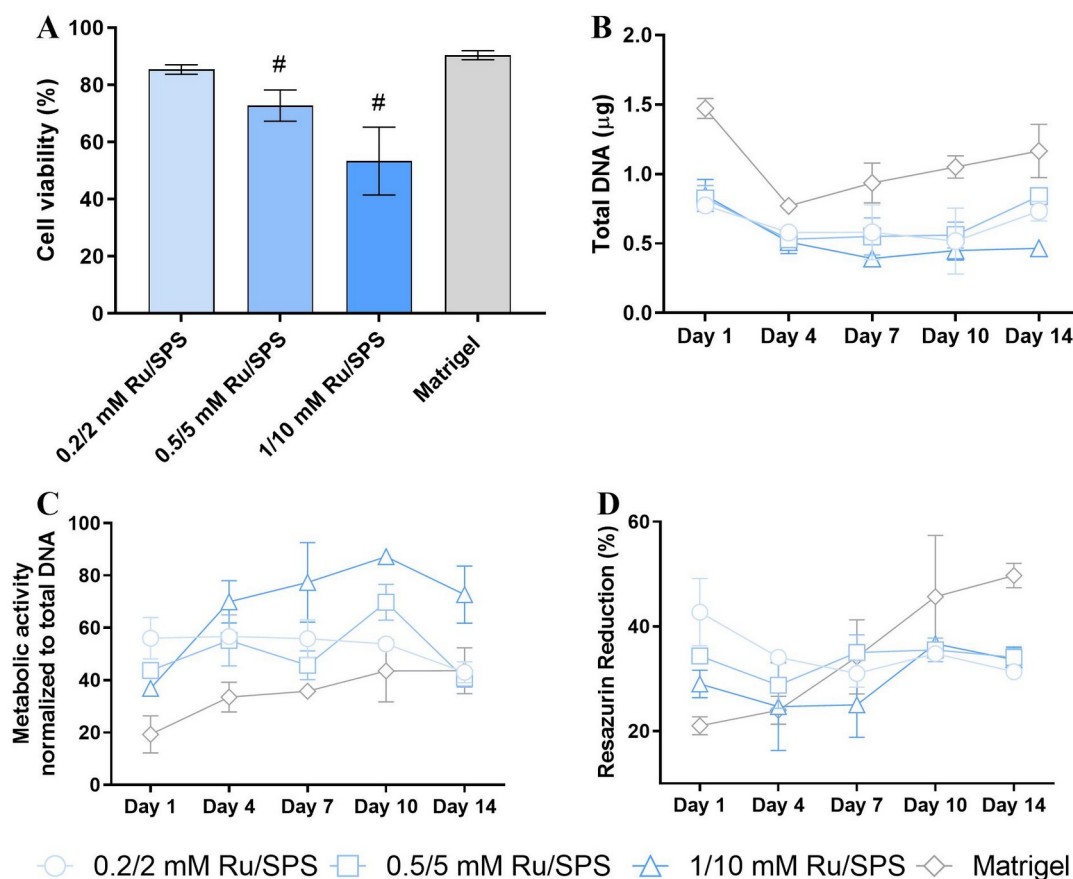 A
Cell viability (%)
100
80
60
40
20
0
#
#
0.2/2 mM Ru/SPS
0.5/5 mM Ru/SPS
1/10 mM Ru/SPS
Matrigel
B
Total DNA (μg)
2.0
1.5
1.0
0.5
0.0
Day 1 Day 4 Day 7 Day 10 Day 14
C
Metabolic activity
normalized to total DNA
100
80
60
40
20
0
Day 1 Day 4 Day 7 Day 10 Day 14
D
Resazurin Reduction (%)
60
40
20
Day 1 Day 4 Day 7 Day 10 Day 14
0.2/2 mM Ru/SPS 0.5/5 mM Ru/SPS 1/10 mM Ru/SPS Matrigel